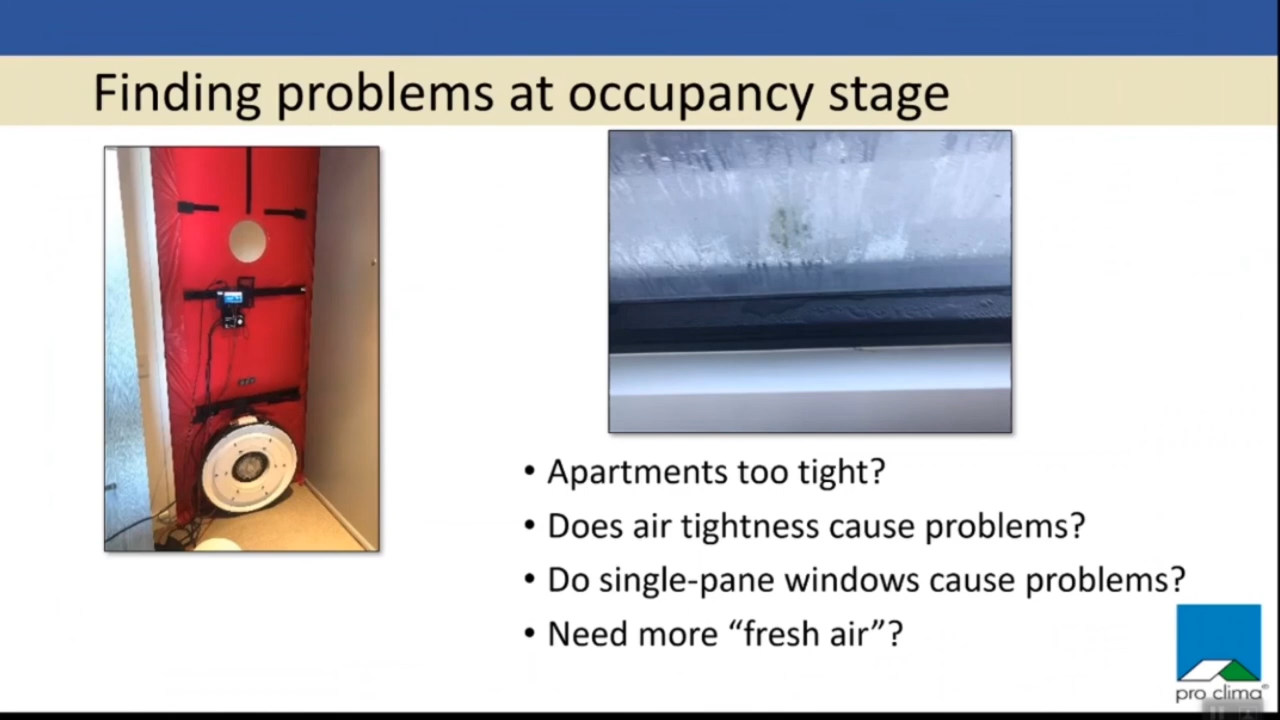 Finding problems at occupancy stage
• Apartments too tight?
• Does air tightness cause problems?
• Do single-pane windows cause problems?
• Need more “fresh air”?
pro clima®